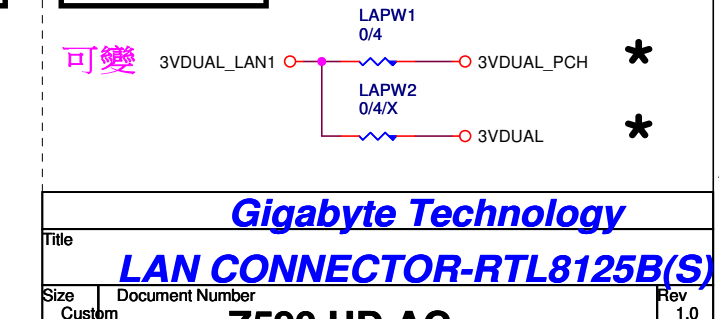 LAPW1
0/4
可變 3VDUAL_LAN1 3VDUAL_PCH *
LAPW2
0/4/X
3VDUAL *
Gigabyte Technology
Title
LAN CONNECTOR-RTL8125B(S)
Size Document Number Rev
Custom 1.0